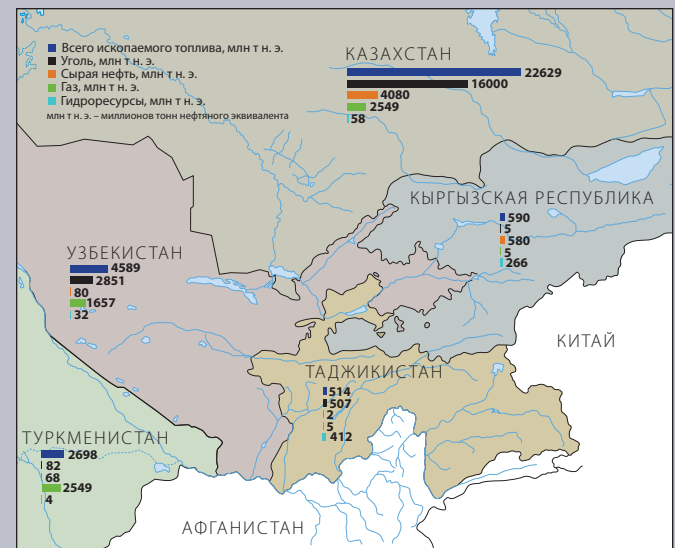 Всего ископаемого топлива, млн т н. э.
Уголь, млн т н. э.
Сырая нефть, млн т н. э.
Газ, млн т н. э.
Гидроресурсы, млн т н. э.
млн т н. э. – миллионов тонн нефтяного эквивалента
КАЗАХСТАН
22629
16000
4080
2549
58
КЫРГЫЗСКАЯ РЕСПУБЛИКА
590
5
580
5
266
УЗБЕКИСТАН
4589
2851
80
1657
32
КИТАЙ
ТАДЖИКИСТАН
514
507
2
5
412
ТУРКМЕНИСТАН
2698
82
68
2549
4
АФГАНИСТАН